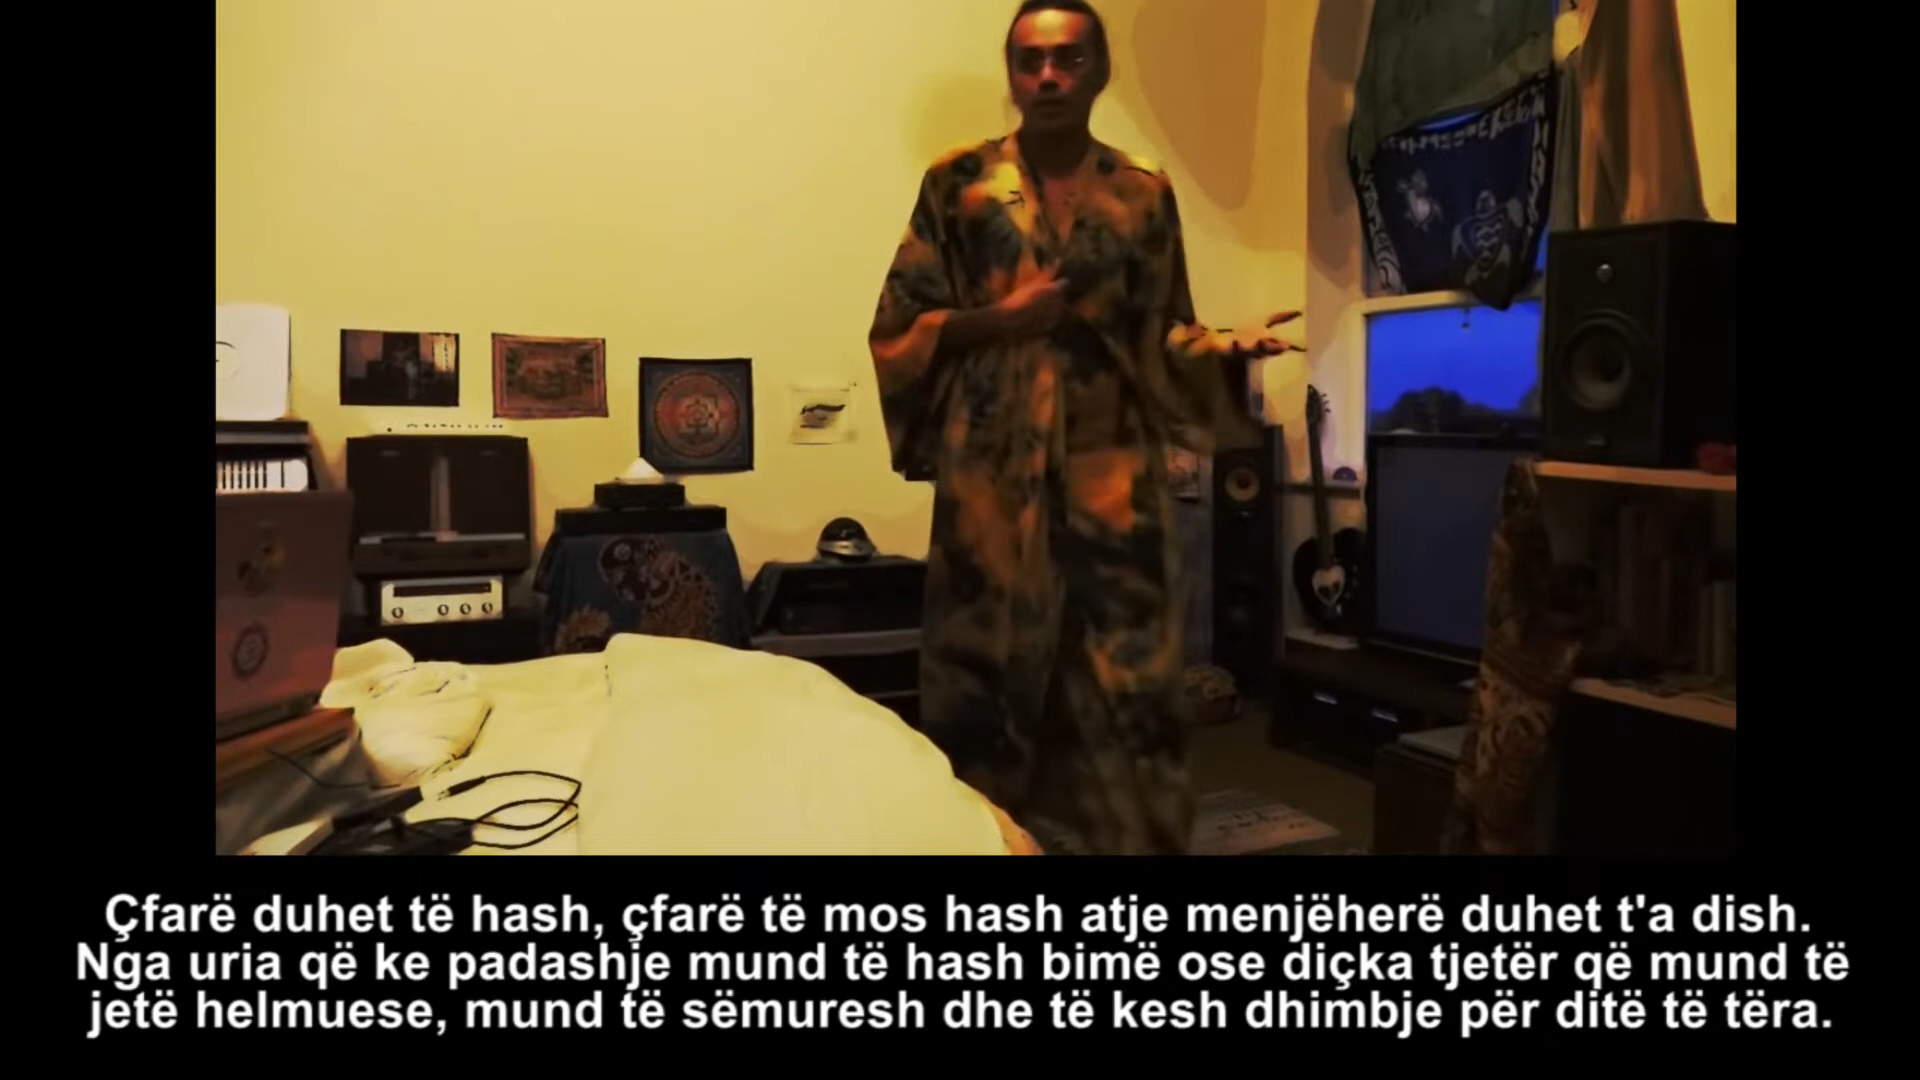 Çfarë duhet të hash, çfarë të mos hash atje menjëherë duhet t'a dish.
Nga uria që ke padashje mund të hash bimë ose diçka tjetër që mund të
jetë helmuese, mund të sëmuresh dhe të kesh dhimbje për ditë të tëra.